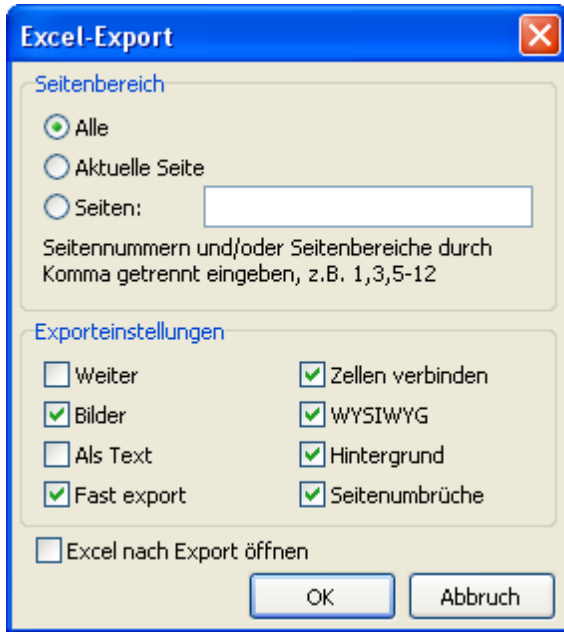 Excel-Export
Seitenbereich
Alle
Aktuelle Seite
Seiten:
Seitennummern und/oder Seitenbereiche durch
Komma getrennt eingeben, z.B. 1,3,5-12
Exporteinstellungen
Weiter Zellen verbinden
Bilder WYSIWYG
Als Text Hintergrund
Fast export Seitenumbrüche
Excel nach Export öffnen
OK Abbruch